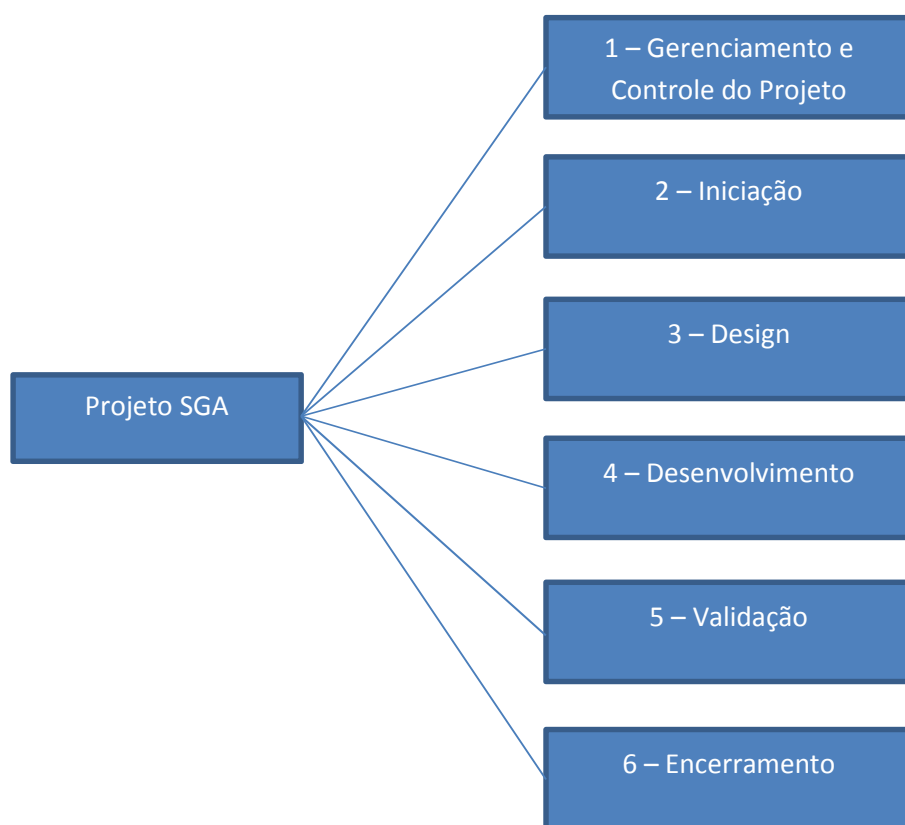 1 – Gerenciamento e
Controle do Projeto
2 – Iniciação
3 – Design
Projeto SGA
4 – Desenvolvimento
5 – Validação
6 – Encerramento